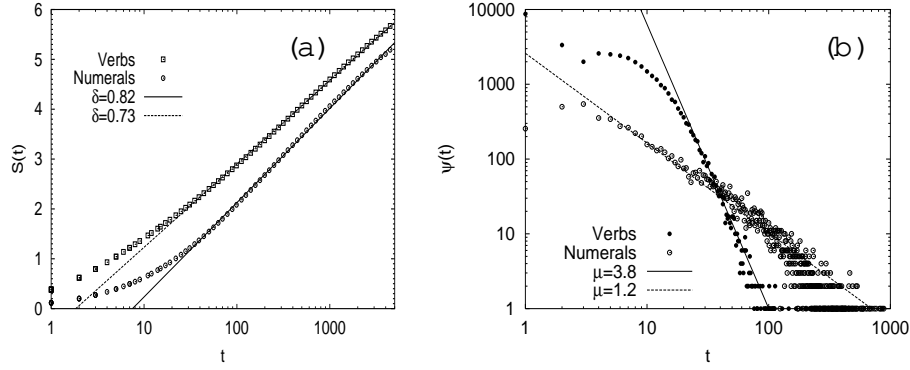 (a)
Verbs
Numerals
δ=0.82
δ=0.73
S(t)
6
5
4
3
2
1
0
1 10 100 1000
t
(b)
Verbs
Numerals
μ=3.8
μ=1.2
ψ(t)
10000
1000
100
10
1
1 10 100 1000
t